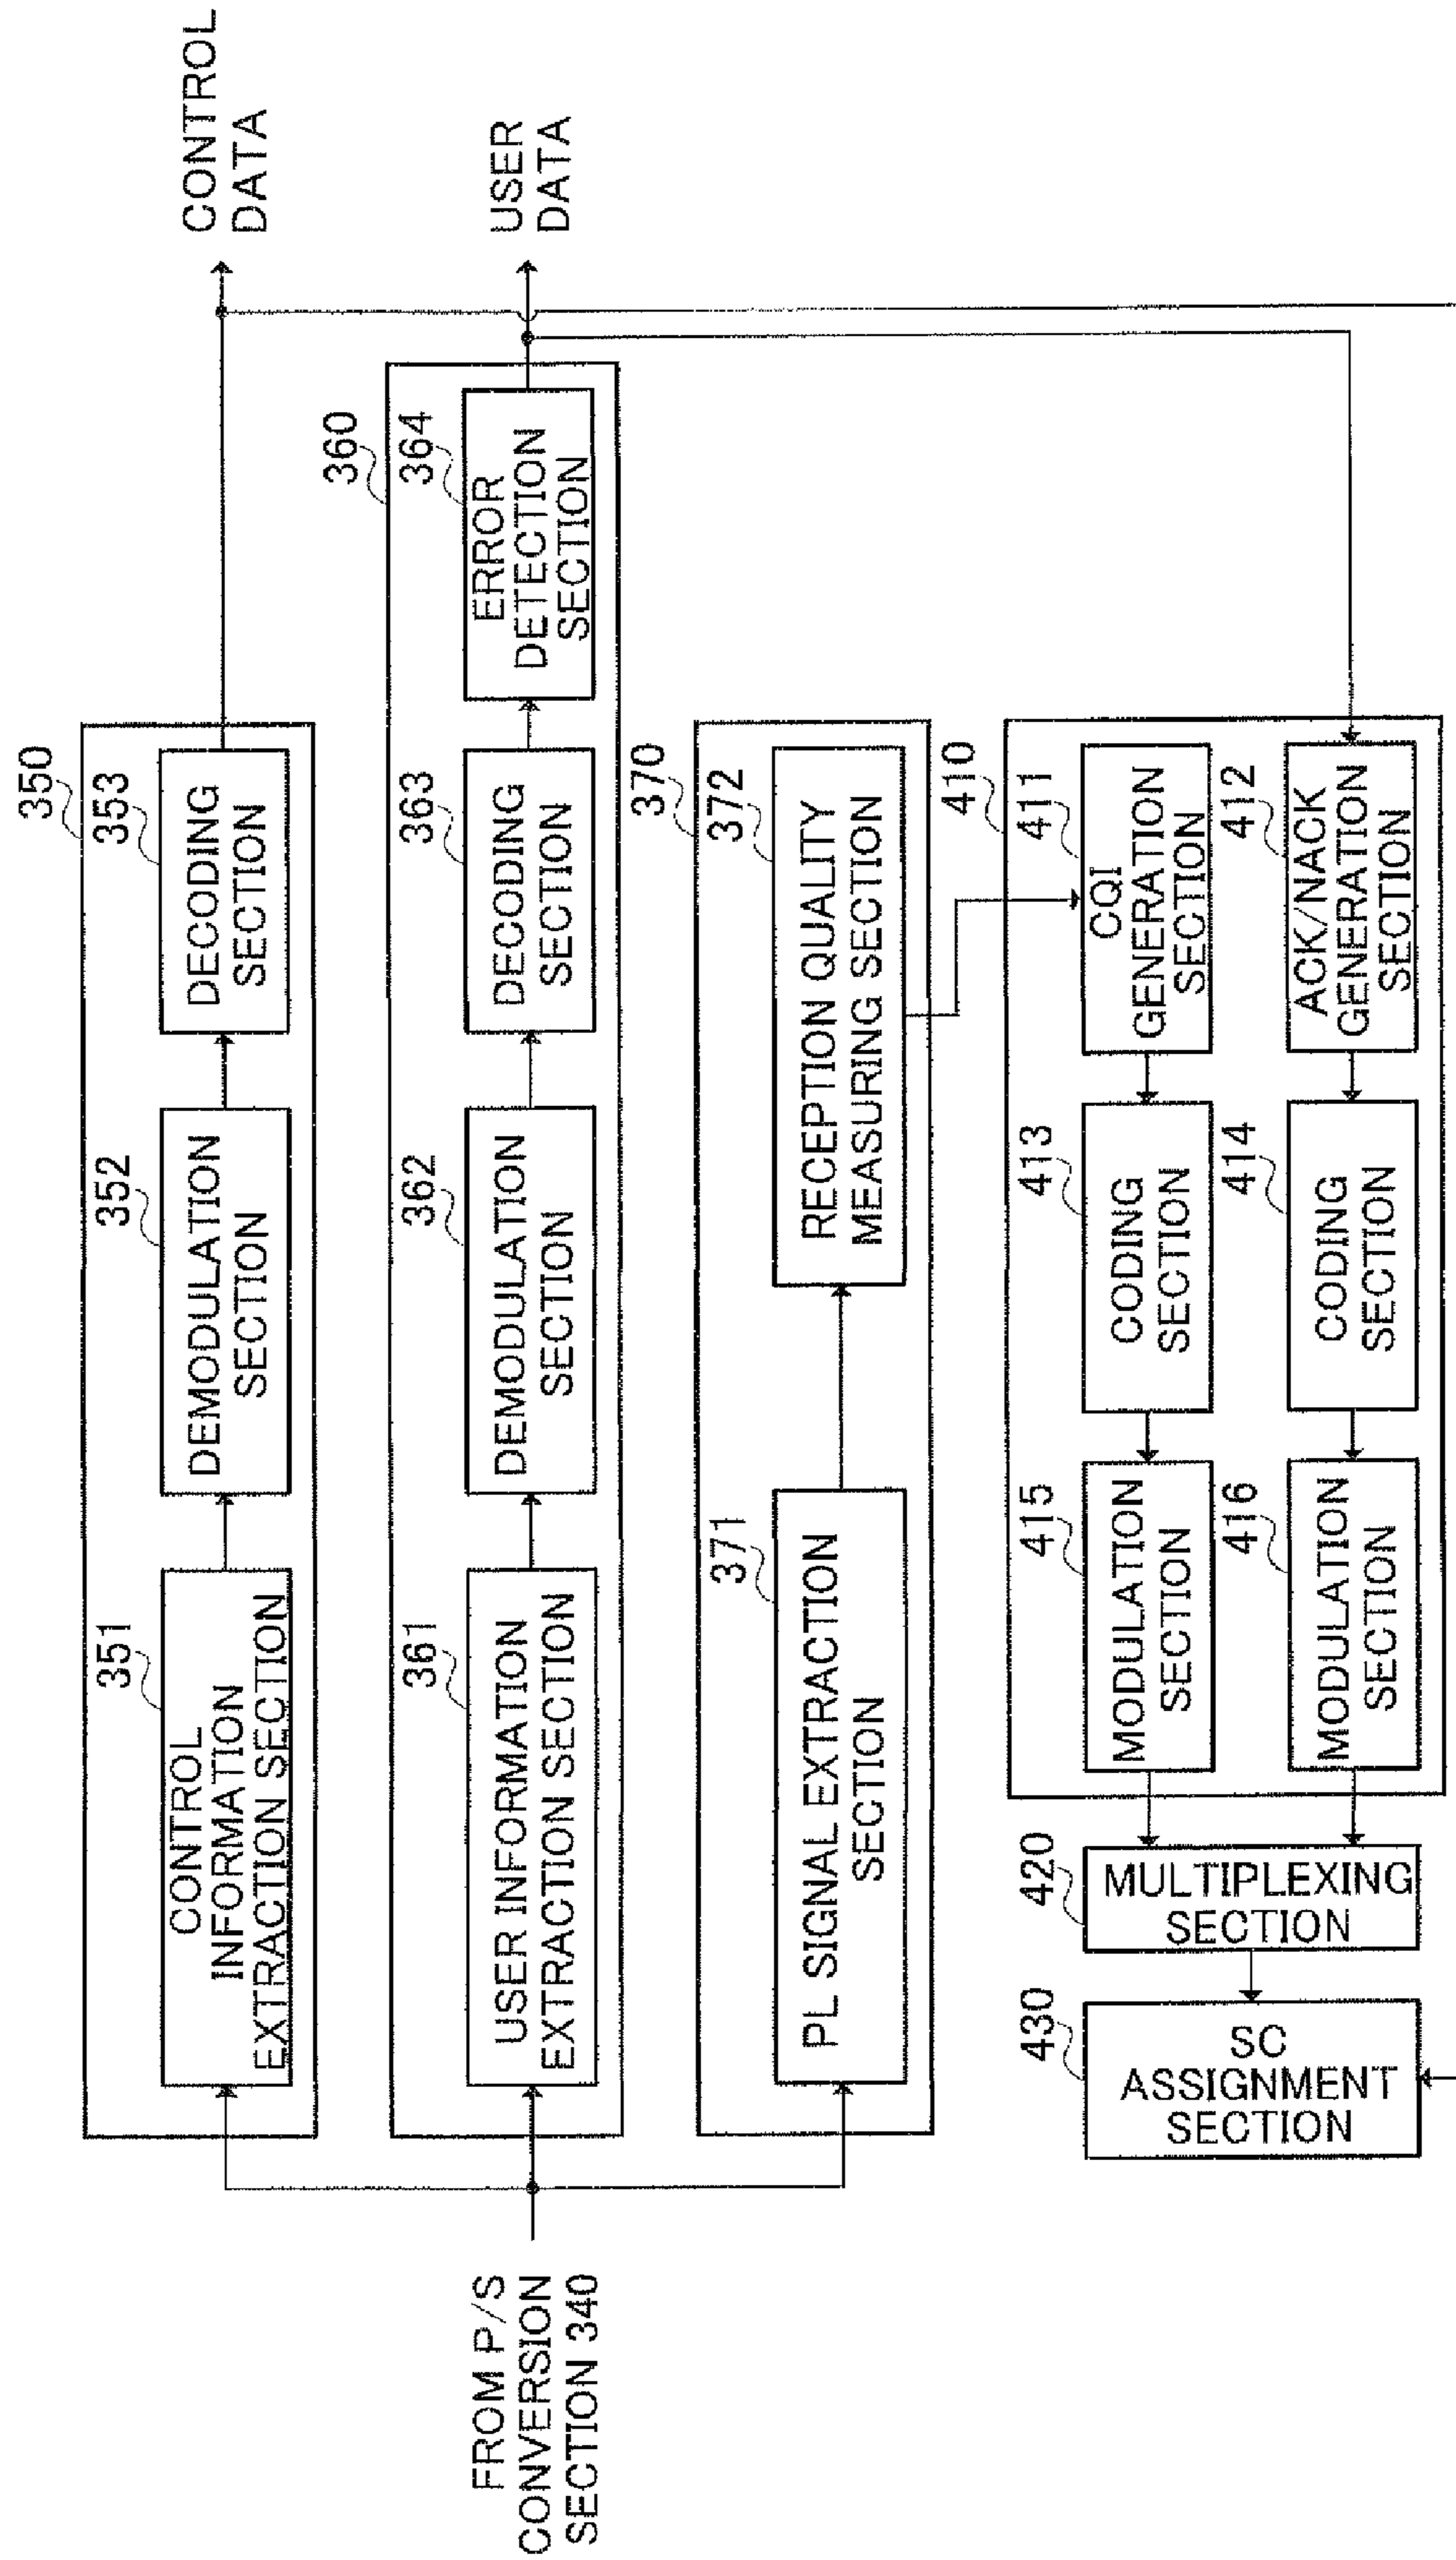 FROM P/S
CONVERSION
SECTION 340
350
351
CONTROL
INFORMATION
EXTRACTION SECTION
352
DEMODULATION
SECTION
353
DECODING
SECTION
CONTROL
DATA
360
361
USER INFORMATION
EXTRACTION SECTION
362
DEMODULATION
SECTION
363
DECODING
SECTION
364
ERROR
DETECTION
SECTION
USER
DATA
370
371
PL SIGNAL EXTRACTION
SECTION
372
RECEPTION QUALITY
MEASURING SECTION
410
411
CQI
GENERATION
SECTION
413
CODING
SECTION
415
MODULATION
SECTION
412
ACK/NACK
GENERATION
SECTION
414
CODING
SECTION
416
MODULATION
SECTION
420
MULTIPLEXING
SECTION
430
SC
ASSIGNMENT
SECTION